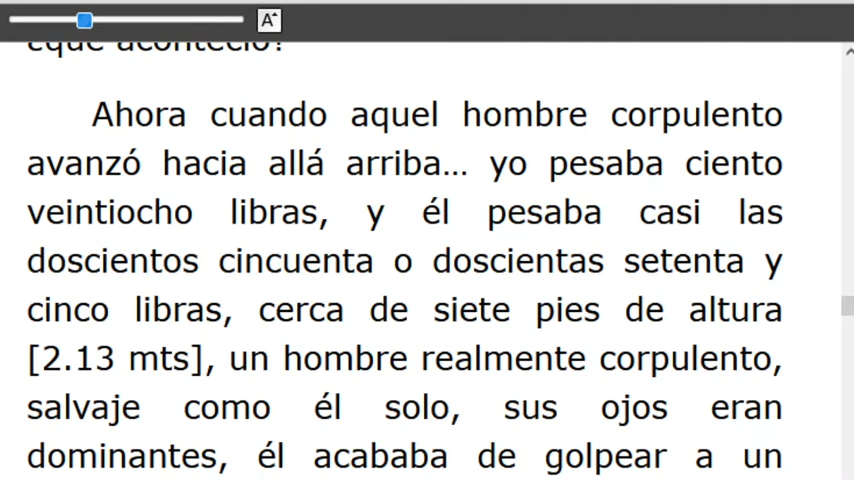 A
¿qué aconteció?
Ahora cuando aquel hombre corpulento
avanzó hacia allá arriba… yo pesaba ciento
veintiocho libras, y él pesaba casi las
doscientos cincuenta o doscientas setenta y
cinco libras, cerca de siete pies de altura
[2.13 mts], un hombre realmente corpulento,
salvaje como él solo, sus ojos eran
dominantes, él acababa de golpear a un